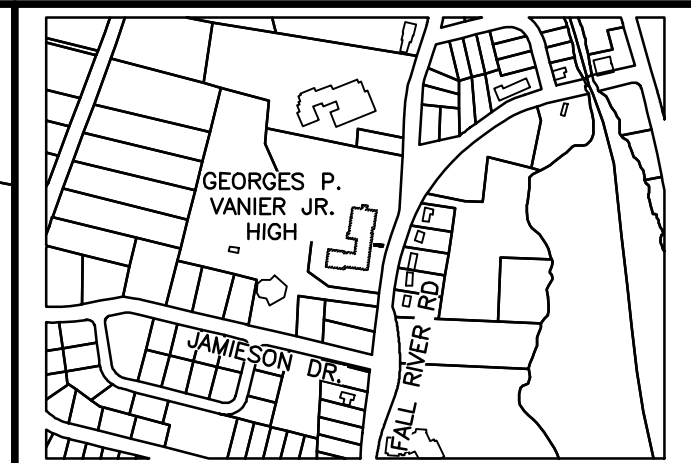 GEORGES P.
VANIER JR.
HIGH
JAMIESON DR.
FALL RIVER RD